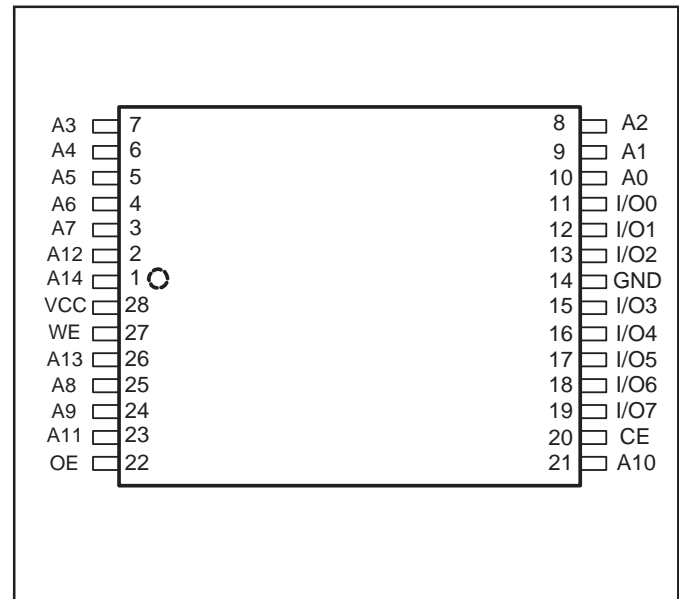 A3 7 8 A2
A4 6 9 A1
A5 5 10 A0
A6 4 11 I/O0
A7 3 12 I/O1
A12 2 13 I/O2
A14 1 14 GND
VCC 28 15 I/O3
WE 27 16 I/O4
A13 26 17 I/O5
A8 25 18 I/O6
A9 24 19 I/O7
A11 23 20 CE
OE 22 21 A10